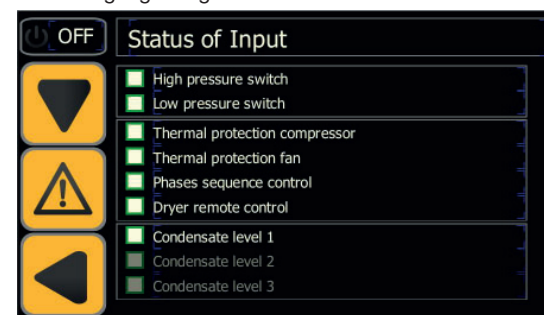 OFF
Status of Input
High pressure switch
Low pressure switch
Thermal protection compressor
Thermal protection fan
Phases sequence control
Dryer remote control
Condensate level 1
Condensate level 2
Condensate level 3